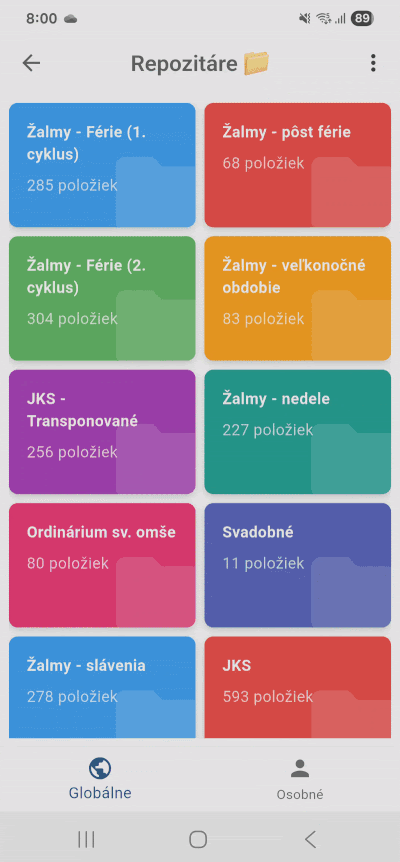 8:00
89
Repozitáre
Žalmy - Férie (1.
cyklus)
285 položiek
Žalmy - pôst férie
68 položiek
Žalmy - Férie (2.
cyklus)
304 položiek
Žalmy - veľkonočné
obdobie
83 položiek
JKS -
Transponované
256 položiek
Žalmy - nedele
227 položiek
Ordinárium sv. omše
80 položiek
Svadobné
11 položiek
Žalmy - slávenia
278 položiek
JKS
593 položiek
Globálne
Osobné